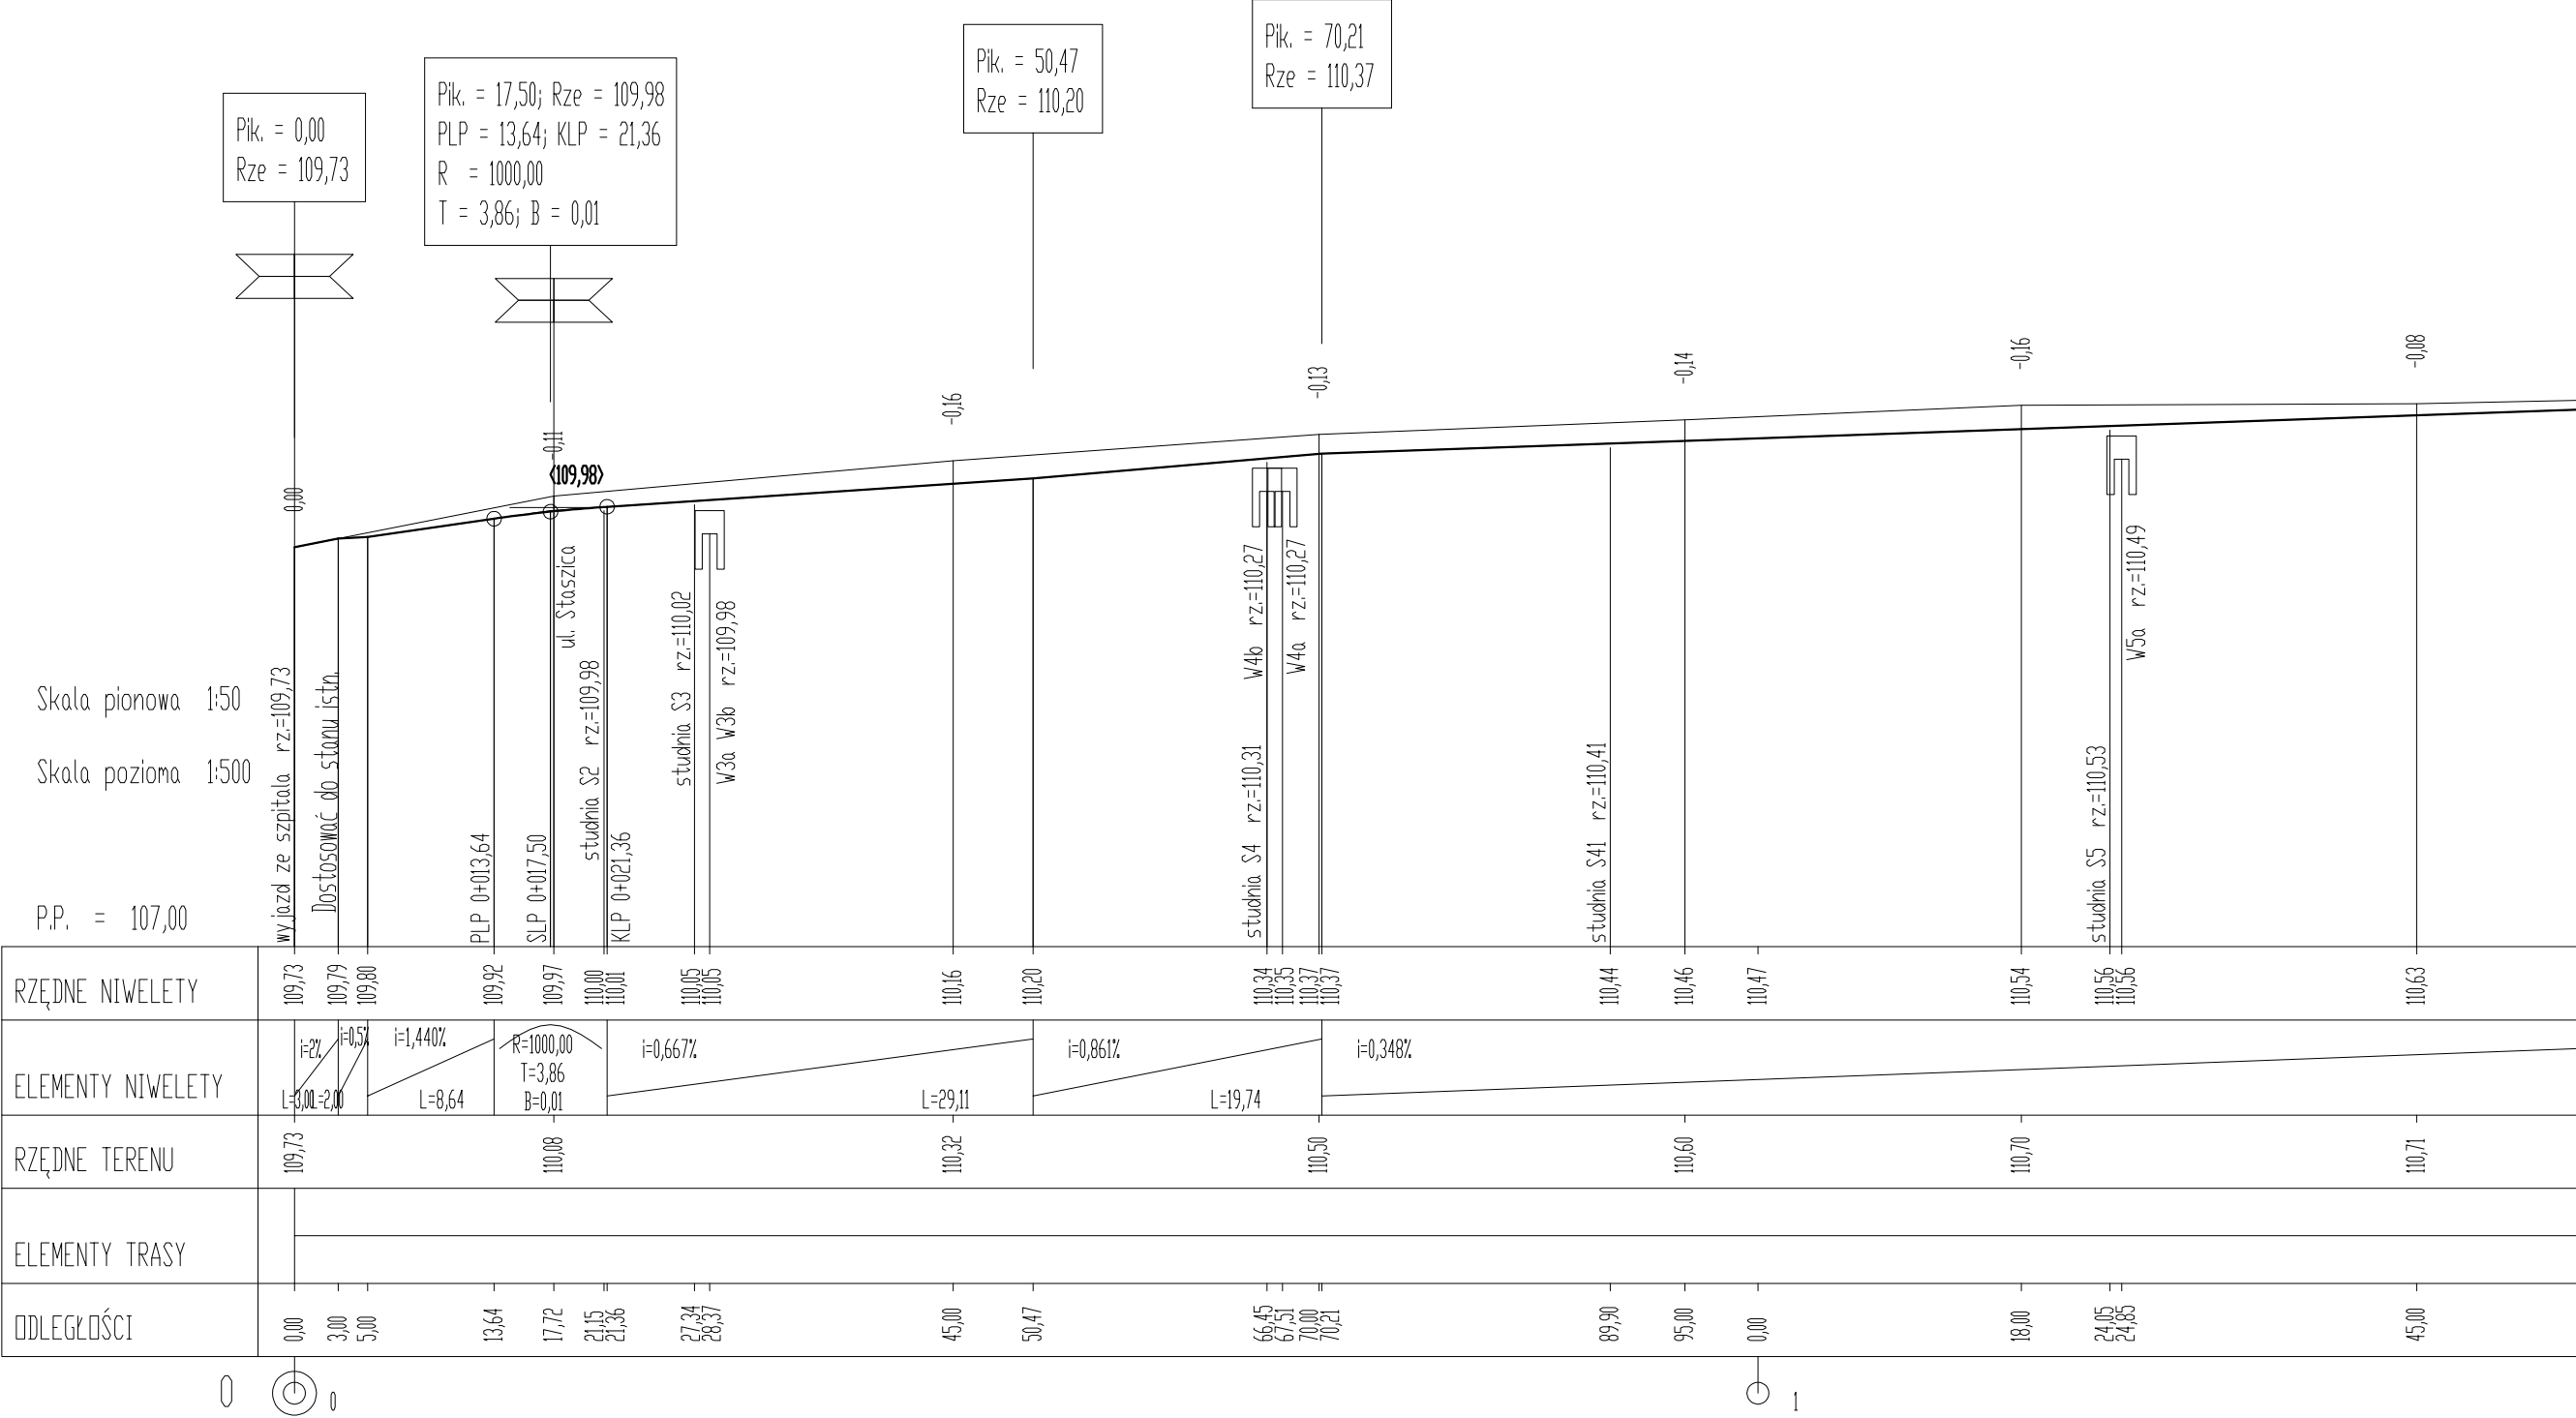 Pik. = 0,00
Rze = 109,73
Pik. = 17,50; Rze = 109,98
PLP = 13,64; KLP = 21,36
R = 1000,00
T = 3,86; B = 0,01
Pik. = 50,47
Rze = 110,20
Pik. = 70,21
Rze = 110,37
0,00
-0,11
<109,98>
-0,16
-0,13
-0,14
-0,16
-0,08
Skala pionowa 1:50
Skala pozioma 1:500
P.P. = 107,00
wyjazd ze szpitala rz.=109,73
Dostosować do stanu istn.
PLP 0+013,64
SLP 0+017,50
ul. Staszica
studnia S2 rz.=109,98
KLP 0+021,36
studnia S3 rz.=110,02
W3a W3b rz.=109,98
W4b rz.=110,27
studnia S4 rz.=110,31
W4a rz.=110,27
studnia S41 rz.=110,41
studnia S5 rz.=110,53
W5a rz.=110,49
RZĘDNE NIWELETY
109,73
109,79
109,80
109,92
109,97
110,00
110,01
110,05
110,05
110,16
110,20
110,34
110,35
110,37
110,37
110,44
110,46
110,47
110,54
110,56
110,56
110,63
ELEMENTY NIWELETY
i=2%
L=3,00
i=0,5%
L=2,00
i=1,440%
L=8,64
R=1000,00
T=3,86
B=0,01
i=0,667%
L=29,11
i=0,861%
L=19,74
i=0,348%
RZĘDNE TERENU
109,73
110,08
110,32
110,50
110,60
110,70
110,71
ELEMENTY TRASY
ODLEGŁOŚCI
0,00
3,00
5,00
13,64
17,72
21,15
21,36
27,34
28,37
45,00
50,47
66,45
67,51
70,00
70,21
89,90
95,00
0,00
18,00
24,05
24,85
45,00
0
0
1